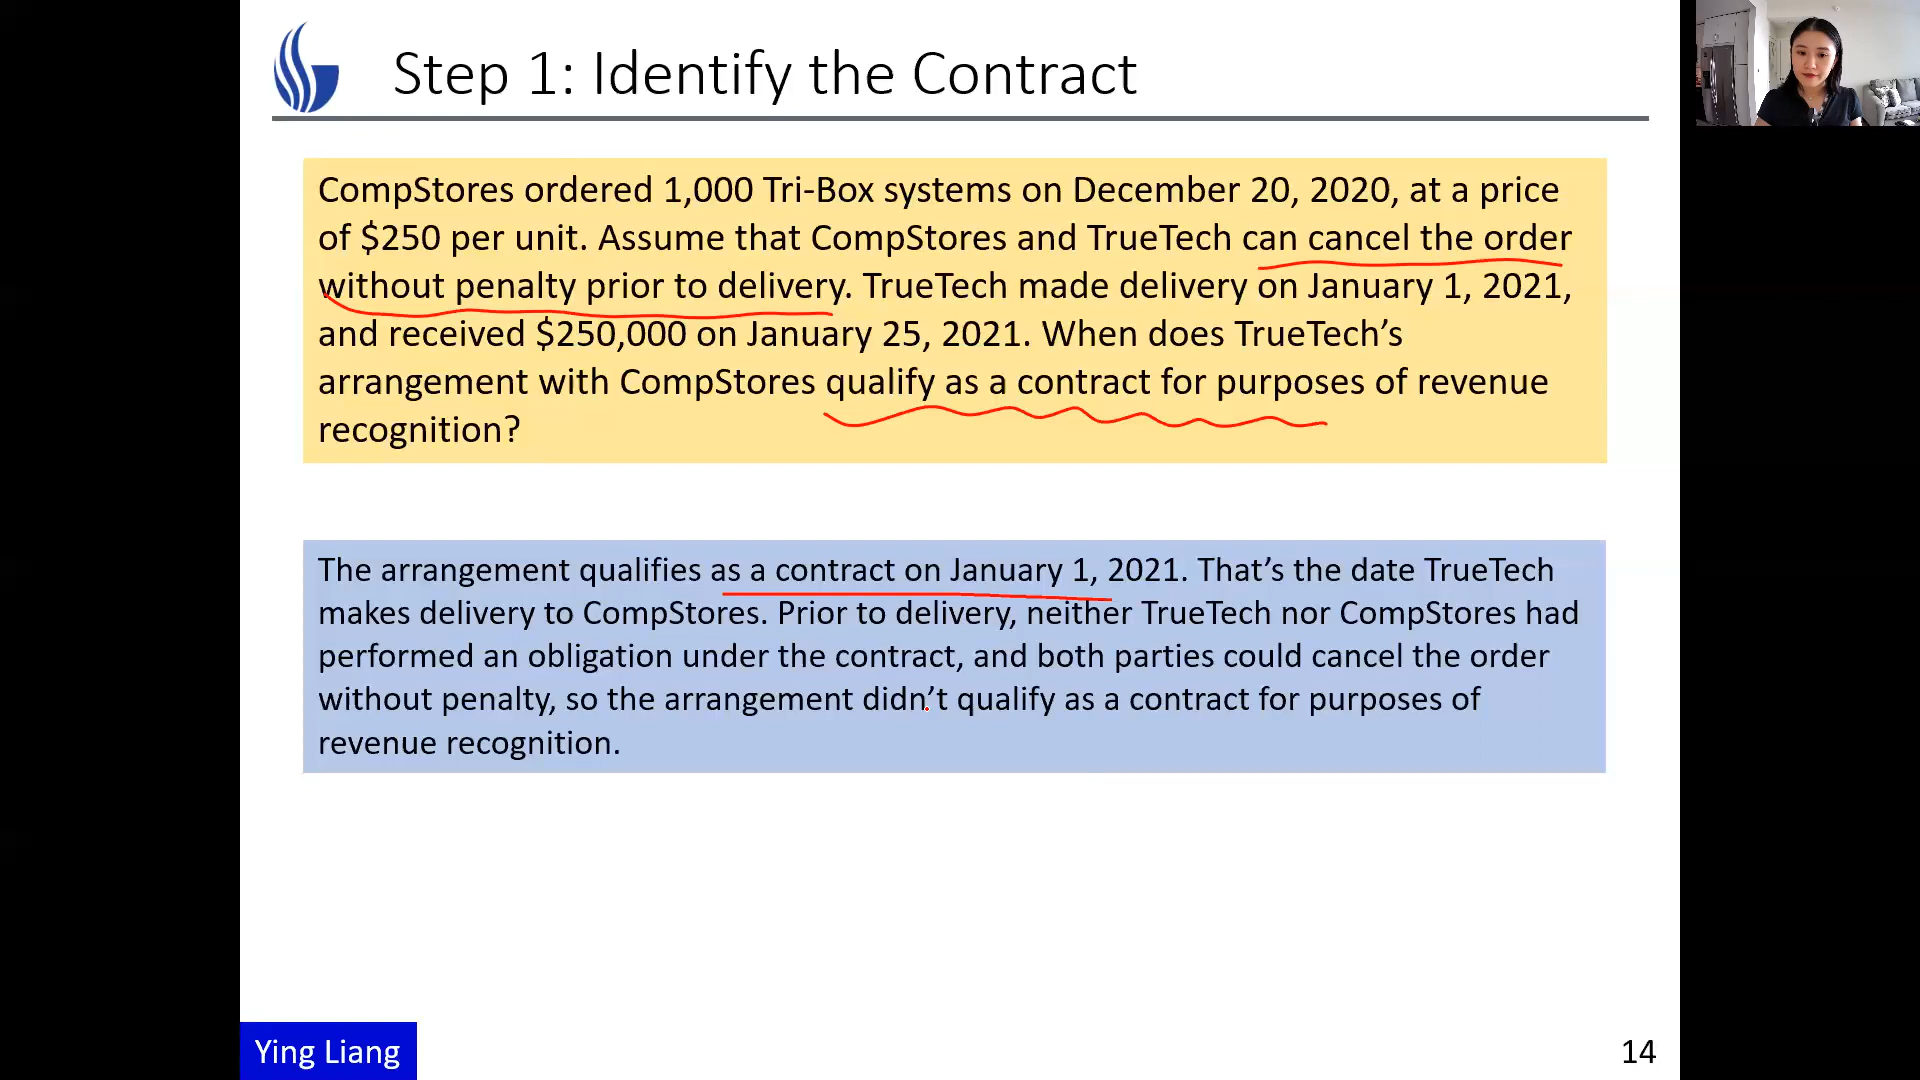 Step 1: Identify the Contract
CompStores ordered 1,000 Tri-Box systems on December 20, 2020, at a price
of $250 per unit. Assume that CompStores and TrueTech can cancel the order
without penalty prior to delivery. TrueTech made delivery on January 1, 2021,
and received $250,000 on January 25, 2021. When does TrueTech’s
arrangement with CompStores qualify as a contract for purposes of revenue
recognition?
The arrangement qualifies as a contract on January 1, 2021. That’s the date TrueTech
makes delivery to CompStores. Prior to delivery, neither TrueTech nor CompStores had
performed an obligation under the contract, and both parties could cancel the order
without penalty, so the arrangement didn’t qualify as a contract for purposes of
revenue recognition.
Ying Liang
14